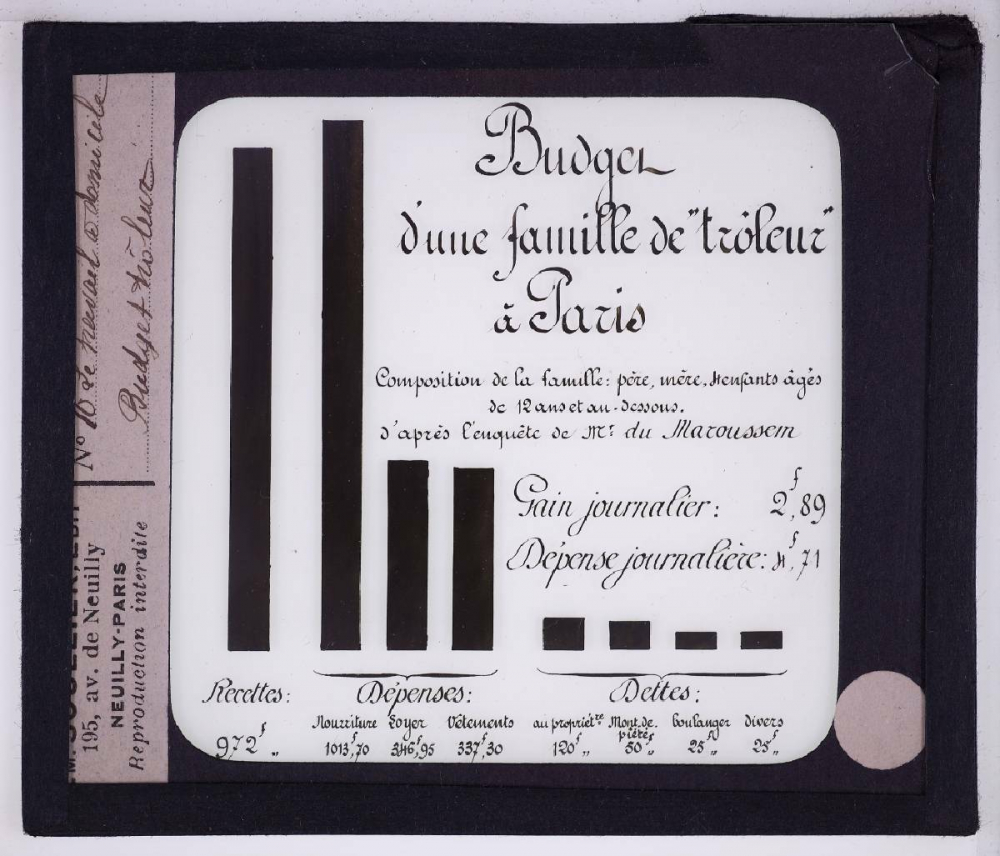 Budget
d'une famille de "trôleur"
à Paris
Composition de la famille: père, mère, 4 enfants âgés
de 12 ans et au-dessous.
d'après l'enquête de Mr du Maroussem
Gain journalier: 2f,89
Dépense journalière: 4f,71
Recettes: Dépenses: Dettes:
Nourriture Loyer Vêtements au propriétre Mont de piété boulanger divers
972f " 1013f,70 346f,95 337f,30 120f " 50f " 25f " 25f "
No 10 Le travail à domicile
Budget trôleur
195, av. de Neuilly
NEUILLY-PARIS
Reproduction interdite